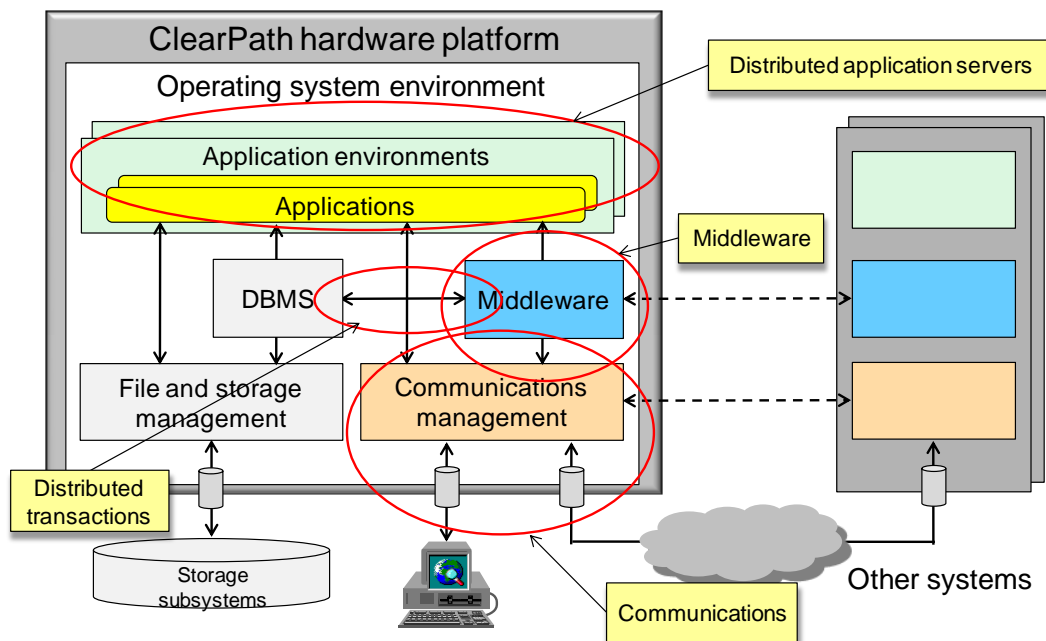 ClearPath hardware platform
Operating system environment
Distributed application servers
Application environments
Applications
Middleware
DBMS
Middleware
File and storage
management
Communications
management
Distributed
transactions
Storage
subsystems
Communications
Other systems